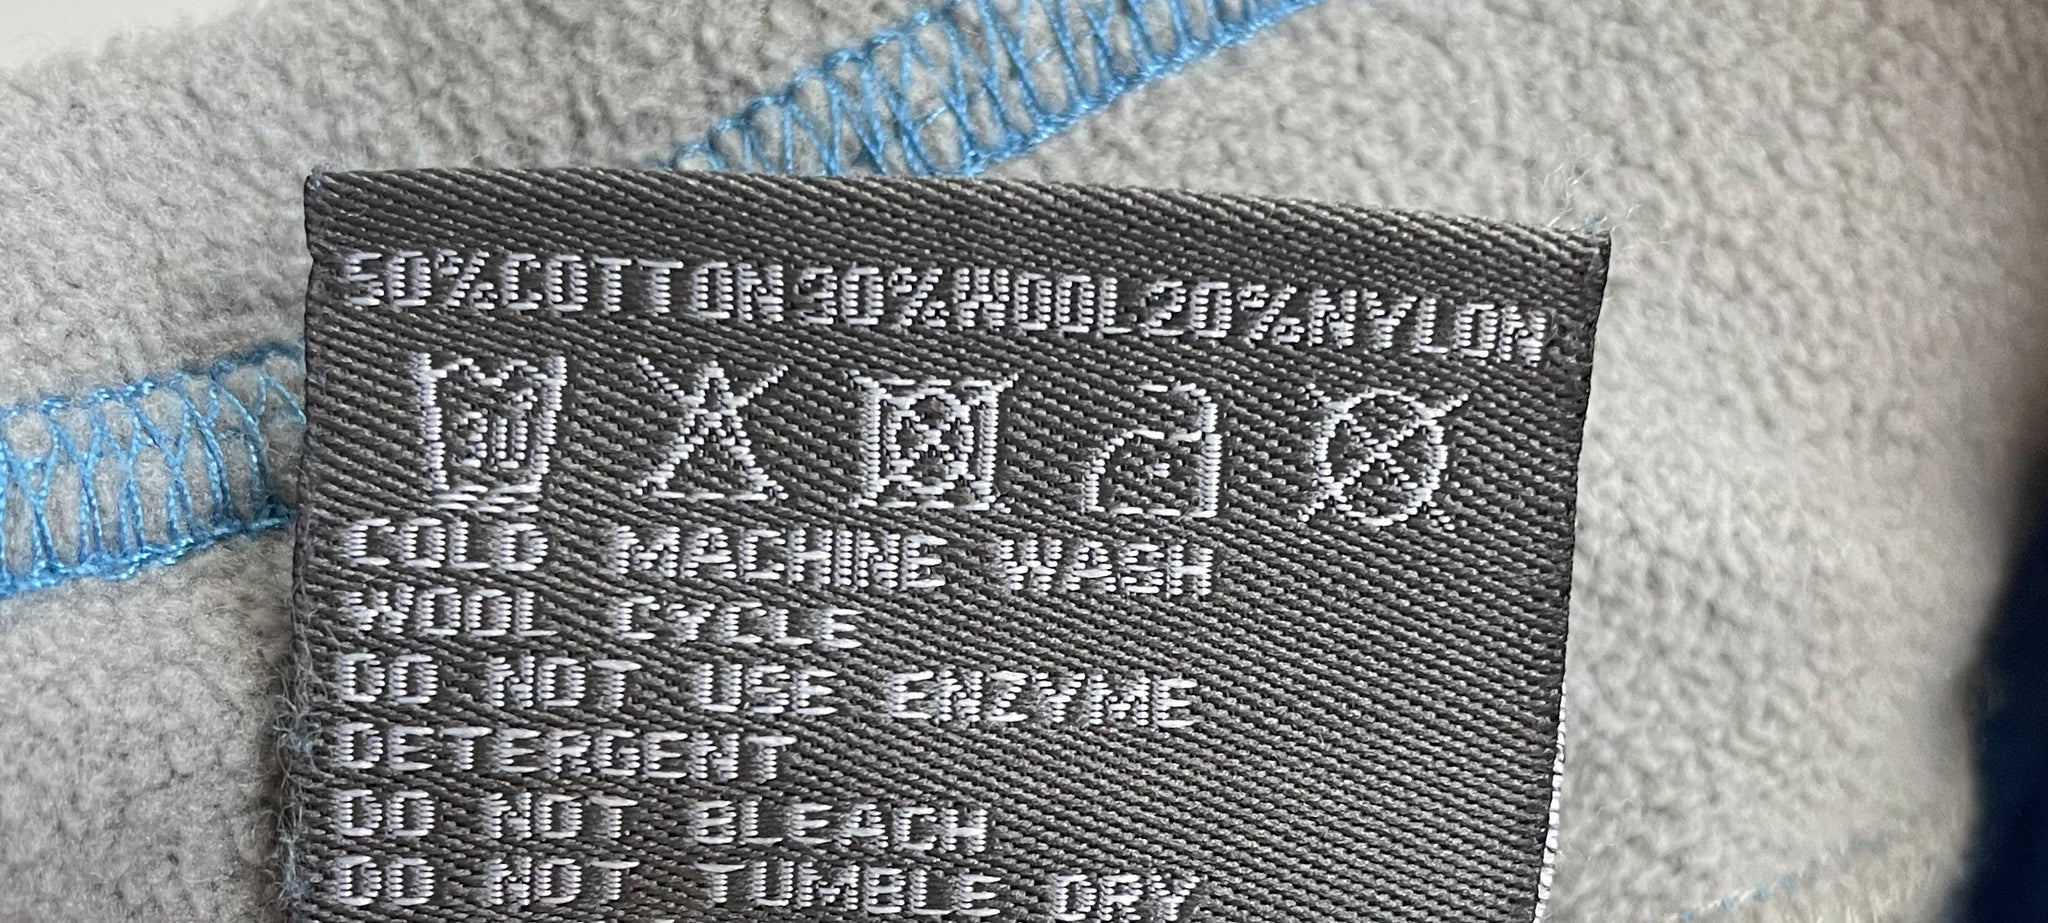 50%COTTON30%WOOL20%NYLON
30
COLD MACHINE WASH
WOOL CYCLE
DO NOT USE ENZYME
DETERGENT
DO NOT BLEACH
DO NOT TUMBLE DRY